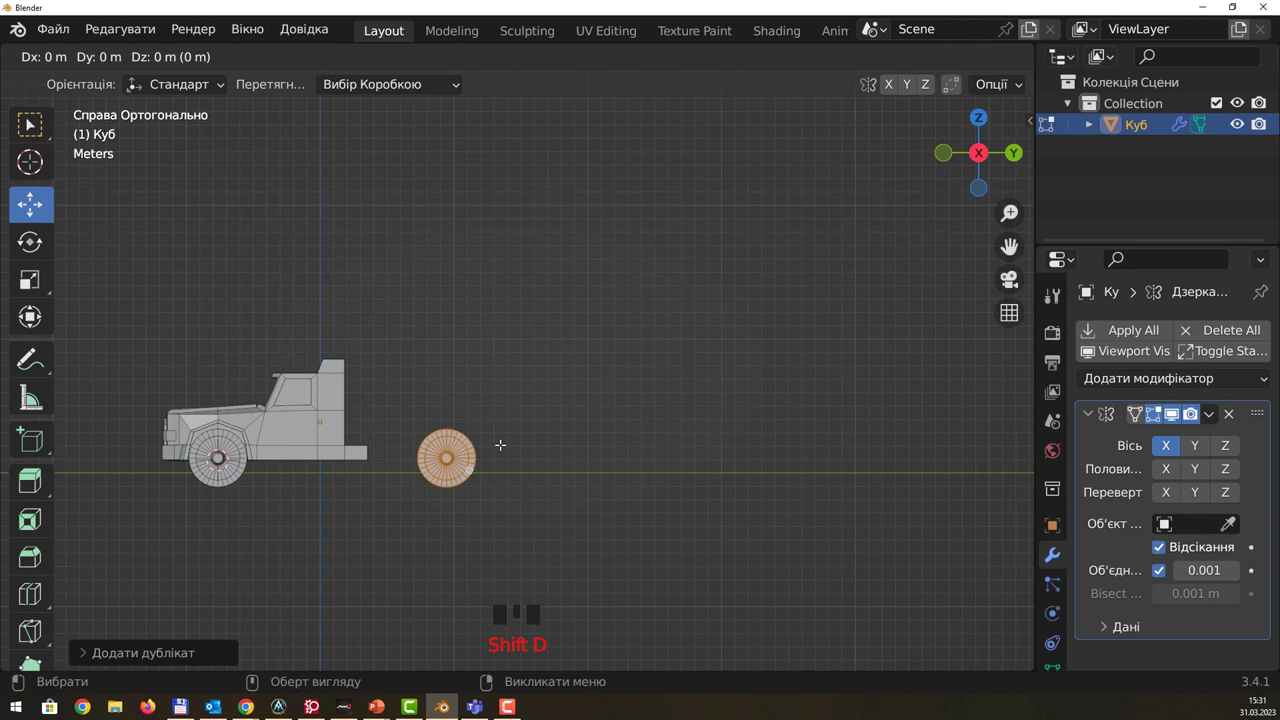 Blender
Файл Редагувати Рендер Вікно Довідка Layout Modeling Sculpting UV Editing Texture Paint Shading Anin Scene ViewLayer
Dx: 0 m Dy: 0 m Dz: 0 m (0 m)
Орієнтація: Стандарт Перетягн... Вибір Коробкою X Y Z Опції
Справа Ортогонально
(1) Куб
Meters
Z
X
Y
Колекція Сцени
Collection
Куб
Ку Дзерка...
Apply All Delete All
Viewport Vis Toggle Sta...
Додати модифікатор
Вісь X Y Z
Полови... X Y Z
Переверт X Y Z
Об'єкт ...
Відсікання
Об'єдн... 0.001
Bisect ... 0.001 m
Дані
Shift D
Додати дублікат
Вибрати Оберт вигляду Викликати меню 3.4.1
15:31
31.03.2023